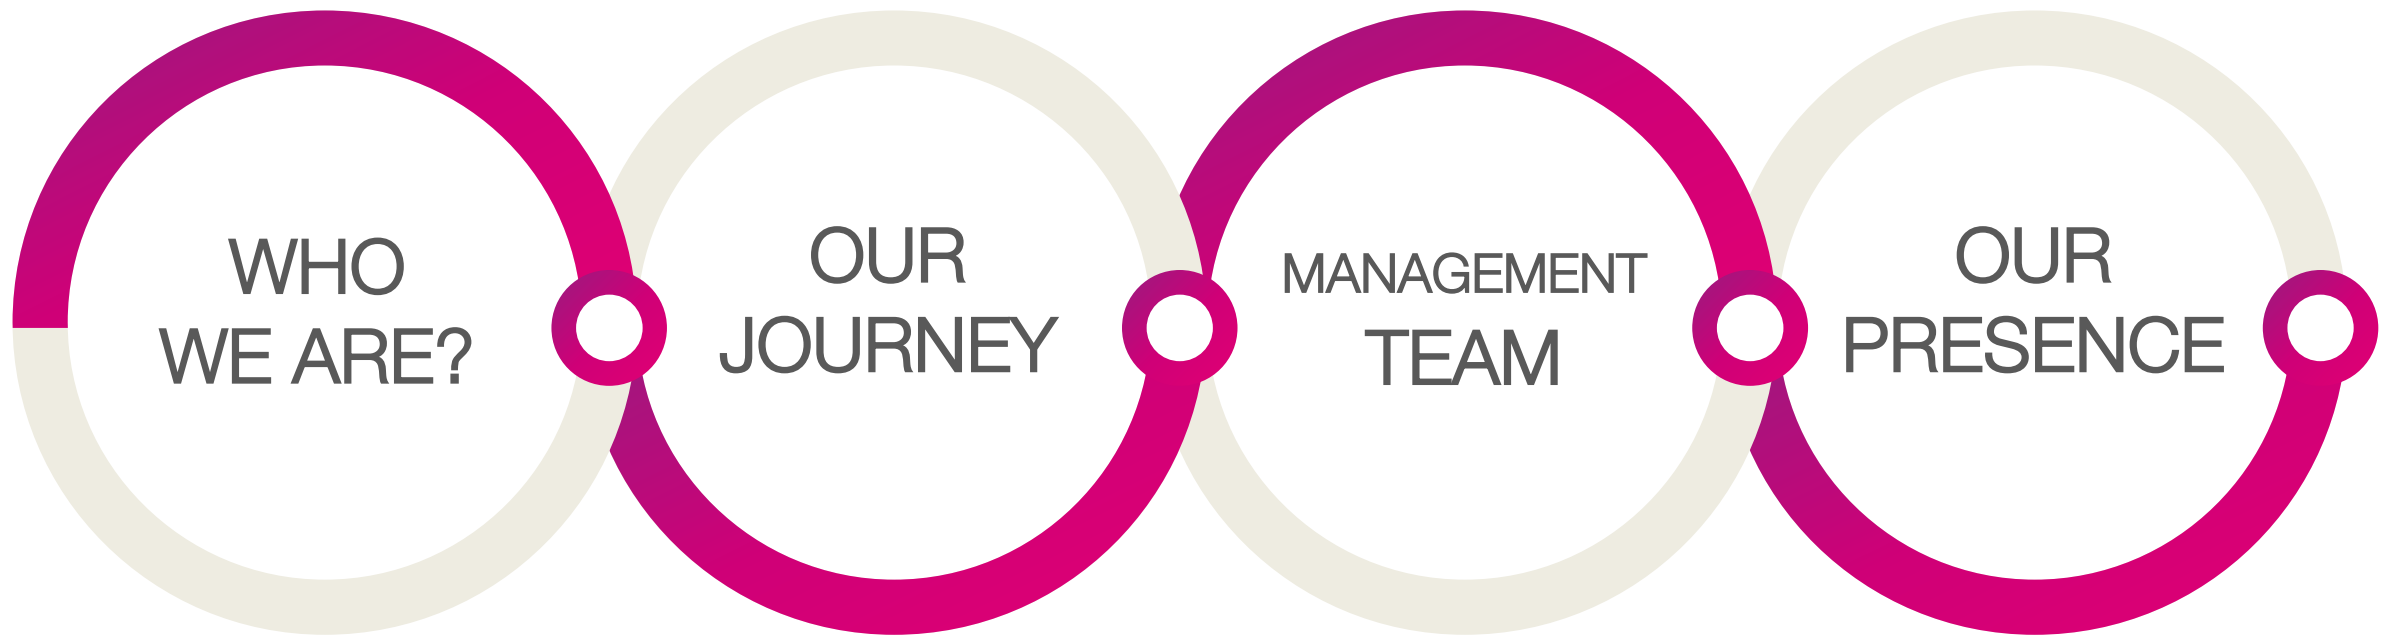 WHO
WE ARE?
OUR
JOURNEY
MANAGEMENT
TEAM
OUR
PRESENCE